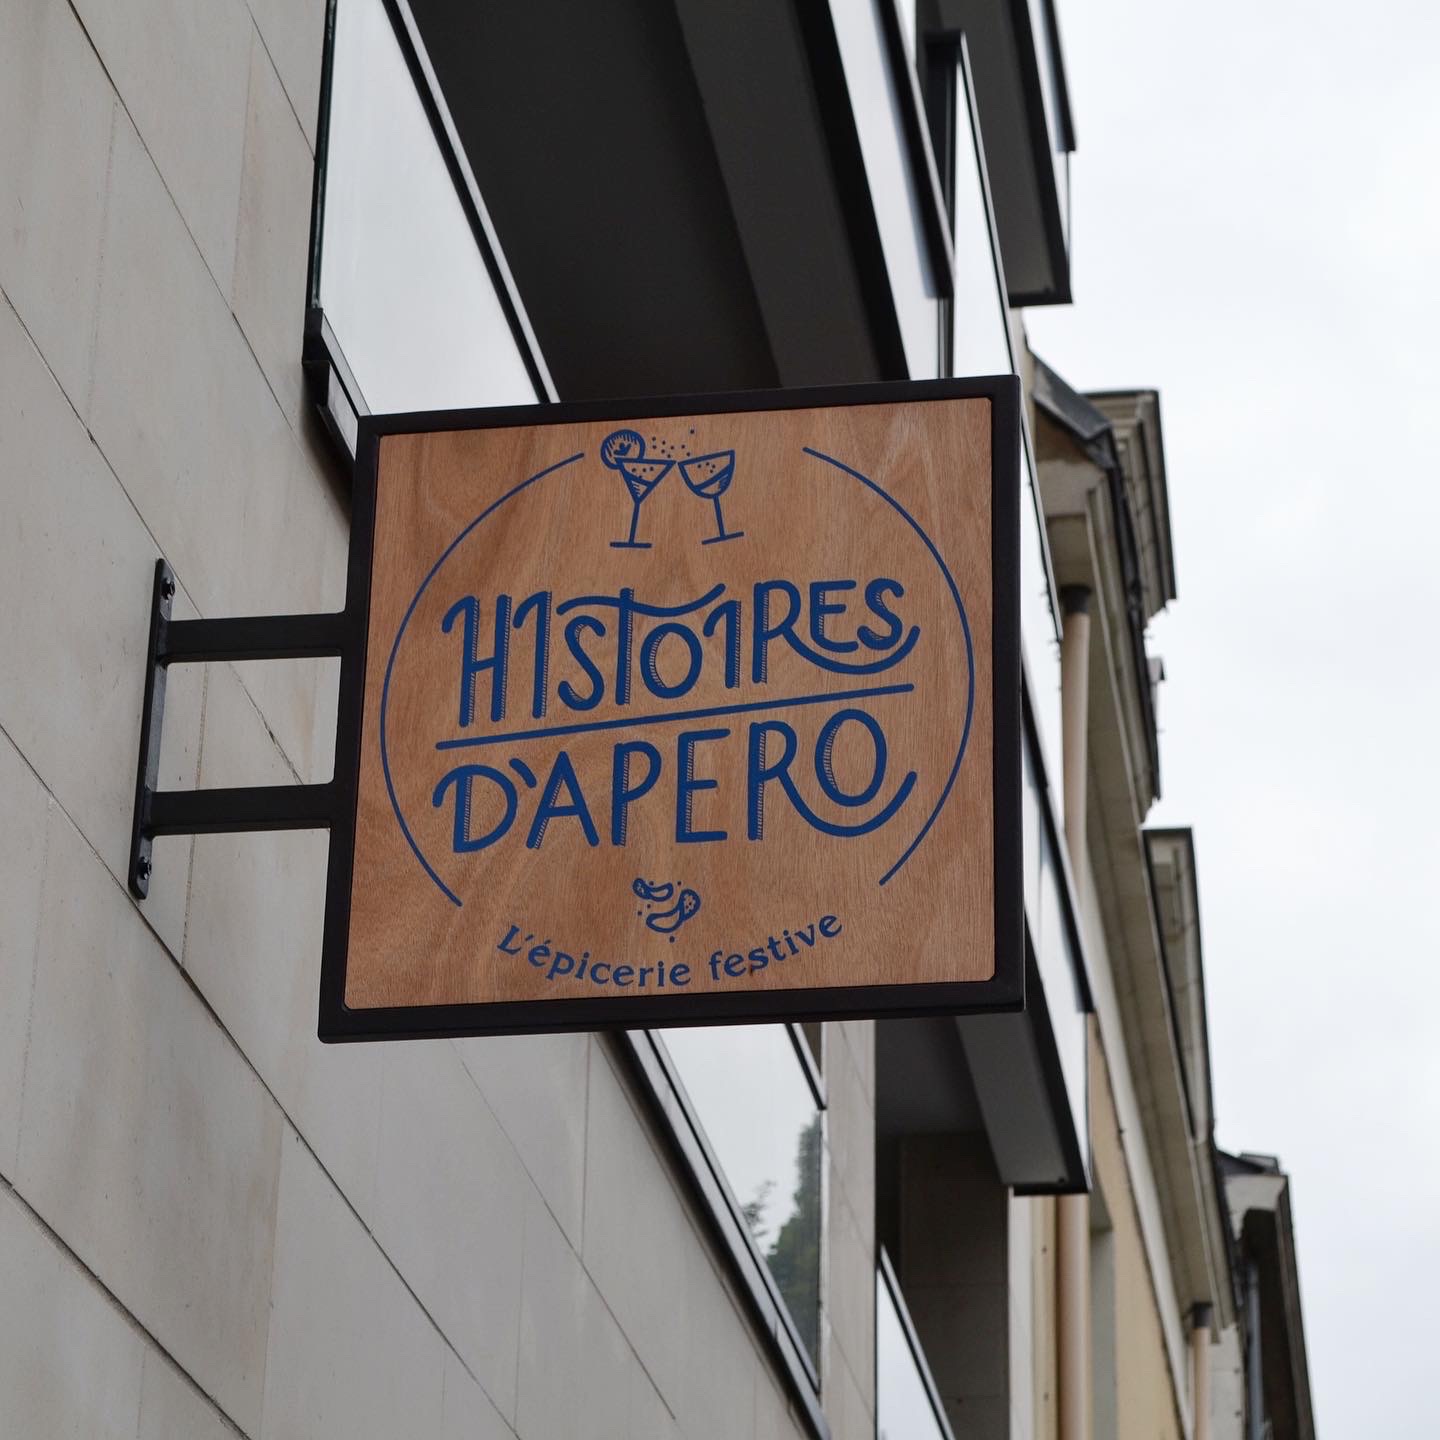 HISTOIRES
D'APERO
L'épicerie festive